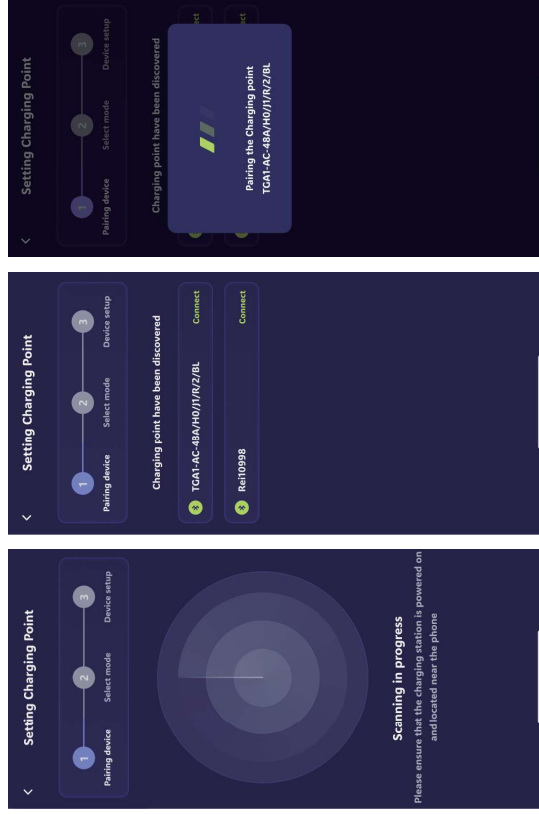 Setting Charging Point
1
2
3
Pairing device
Select mode
Device setup
Scanning in progress
Please ensure that the charging station is powered on
and located near the phone
Setting Charging Point
1
2
3
Pairing device
Select mode
Device setup
Charging point have been discovered
TGA1-AC-48A/H0/J1/R/2/BL Connect
Rei10998 Connect
Setting Charging Point
1
2
3
Pairing device
Select mode
Device setup
Charging point have been discovered
ect
ect
Pairing the Charging point
TGA1-AC-48A/H0/J1/R/2/BL